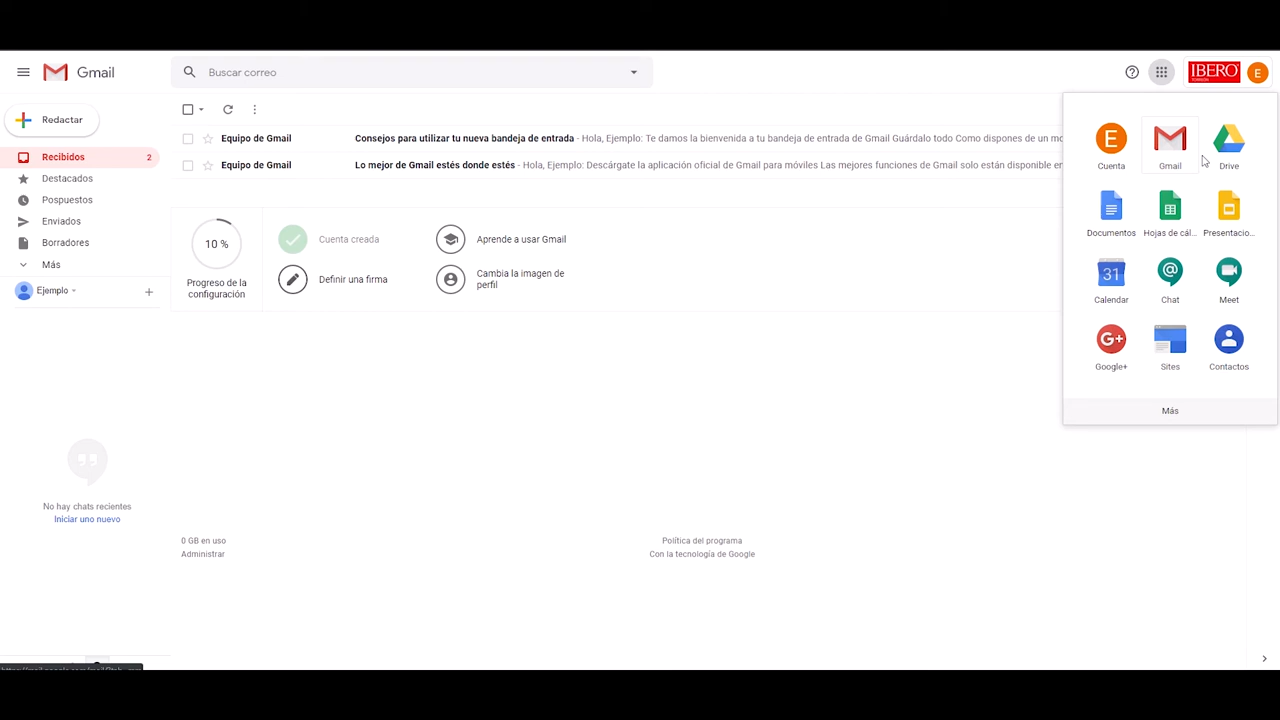 Gmail
Buscar correo
IBERO
TORREÓN
E
Redactar
Recibidos 2
Destacados
Pospuestos
Enviados
Borradores
Más
Ejemplo
Equipo de Gmail Consejos para utilizar tu nueva bandeja de entrada - Hola, Ejemplo: Te damos la bienvenida a tu bandeja de entrada de Gmail Guárdalo todo Como dispones de un mo
Equipo de Gmail Lo mejor de Gmail estés donde estés - Hola, Ejemplo: Descárgate la aplicación oficial de Gmail para móviles Las mejores funciones de Gmail solo están disponible en
10 %
Progreso de la
configuración
Cuenta creada
Definir una firma
Aprende a usar Gmail
Cambia la imagen de
perfil
E
Cuenta Gmail Drive
Documentos Hojas de cál... Presentacio...
31
Calendar Chat Meet
G+
Google+ Sites Contactos
Más
No hay chats recientes
Iniciar uno nuevo
0 GB en uso
Administrar
Política del programa
Con la tecnología de Google